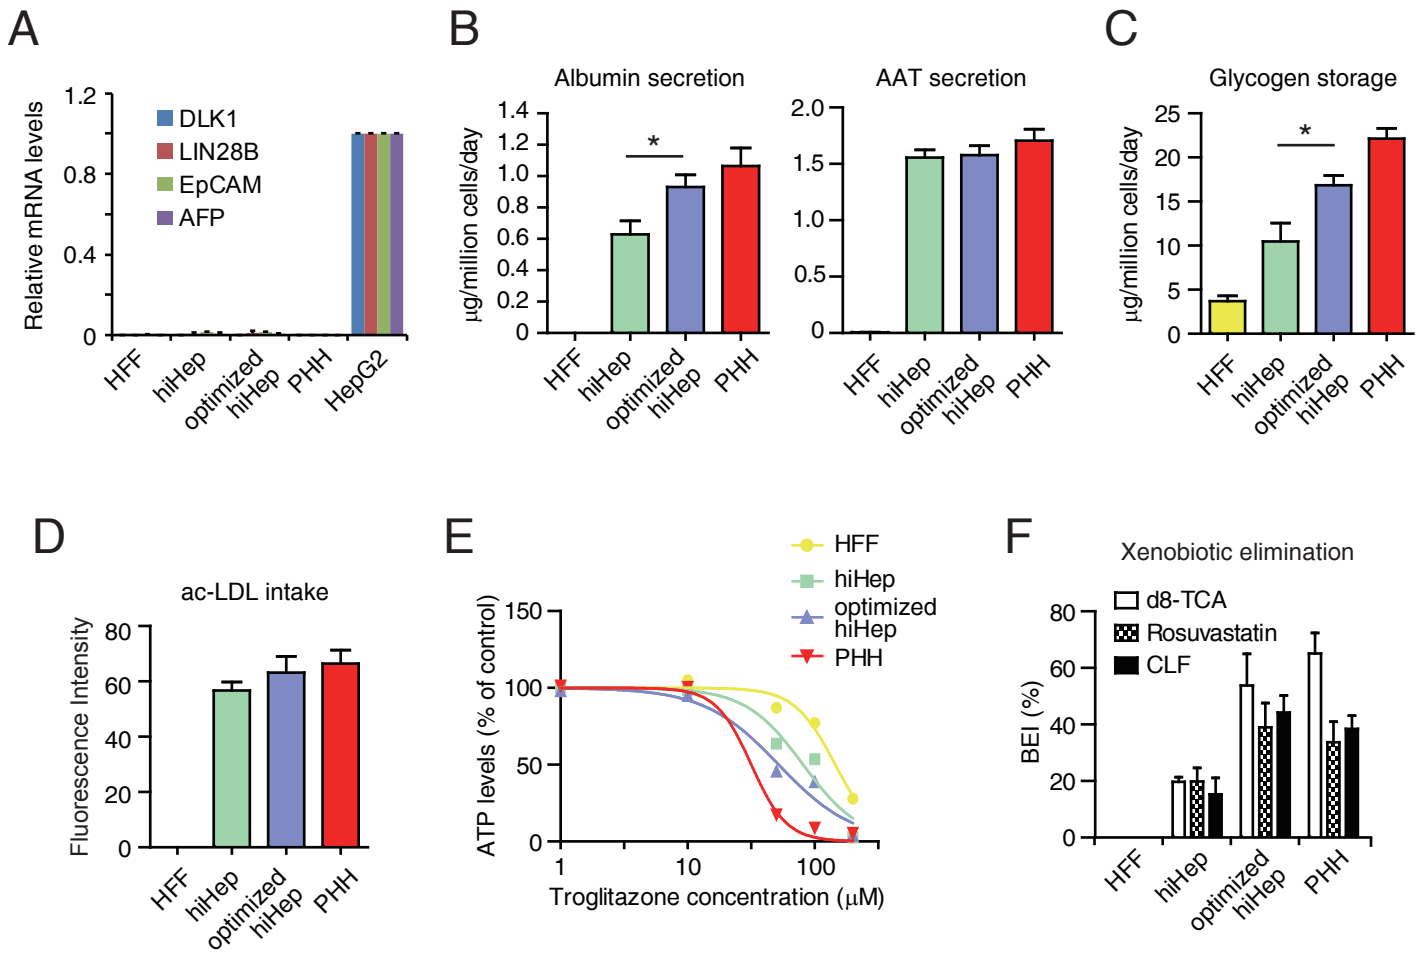 A
1.2
0.8
0.4
0
Relative mRNA levels
DLK1
LIN28B
EpCAM
AFP
HFF
hiHep
optimized
hiHep
PHH
HepG2
B
Albumin secretion
1.4
1.2
1.0
0.8
0.6
0.4
0.2
0
µg/million cells/day
*
HFF
hiHep
optimized
hiHep
PHH
AAT secretion
2.0
1.5
1.0
0.5
0
HFF
hiHep
optimized
hiHep
PHH
C
Glycogen storage
25
20
15
10
5
0
µg/million cells/day
*
HFF
hiHep
optimized
hiHep
PHH
D
ac-LDL intake
80
60
40
20
0
Fluorescence Intensity
HFF
hiHep
optimized
hiHep
PHH
E
HFF
hiHep
optimized
hiHep
PHH
150
100
50
0
ATP levels (% of control)
1
10
100
Troglitazone concentration (µM)
F
Xenobiotic elimination
d8-TCA
Rosuvastatin
CLF
80
60
40
20
0
BEI (%)
HFF
hiHep
optimized
hiHep
PHH